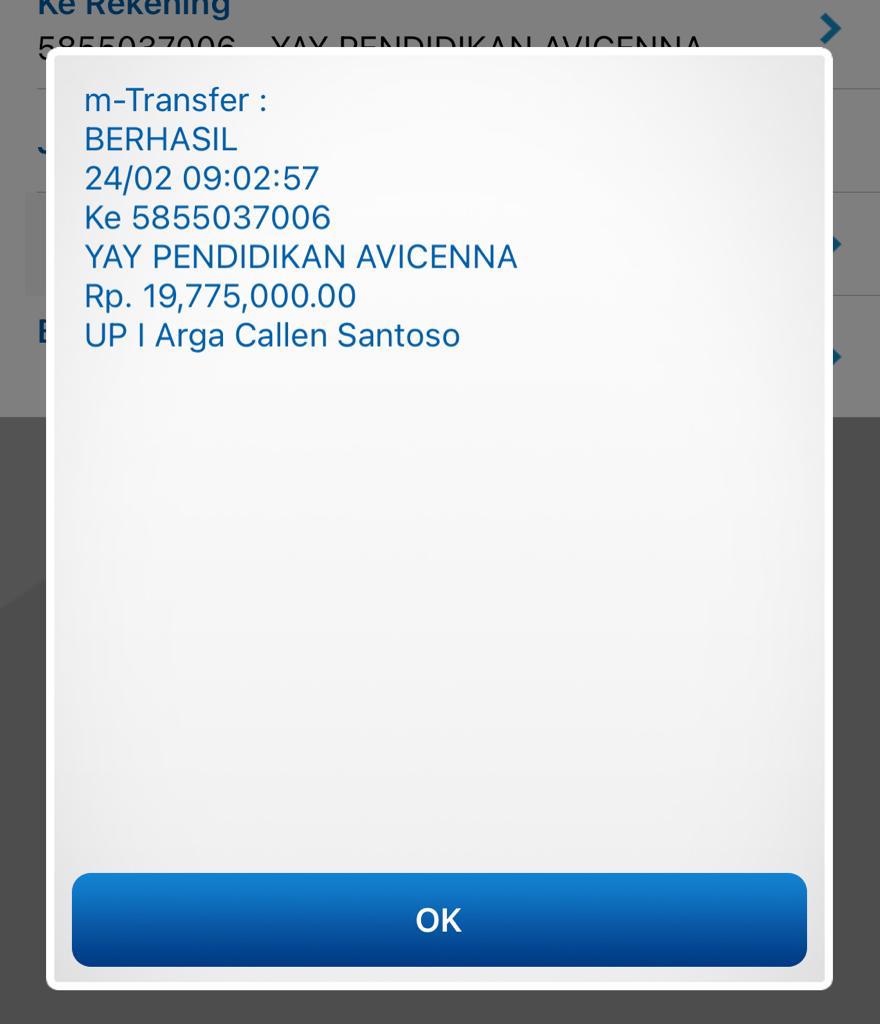 Ke Rekening
5855037006 - YAY PENDIDIKAN AVICENNA
m-Transfer :
BERHASIL
24/02 09:02:57
Ke 5855037006
YAY PENDIDIKAN AVICENNA
Rp. 19,775,000.00
UP I Arga Callen Santoso
OK